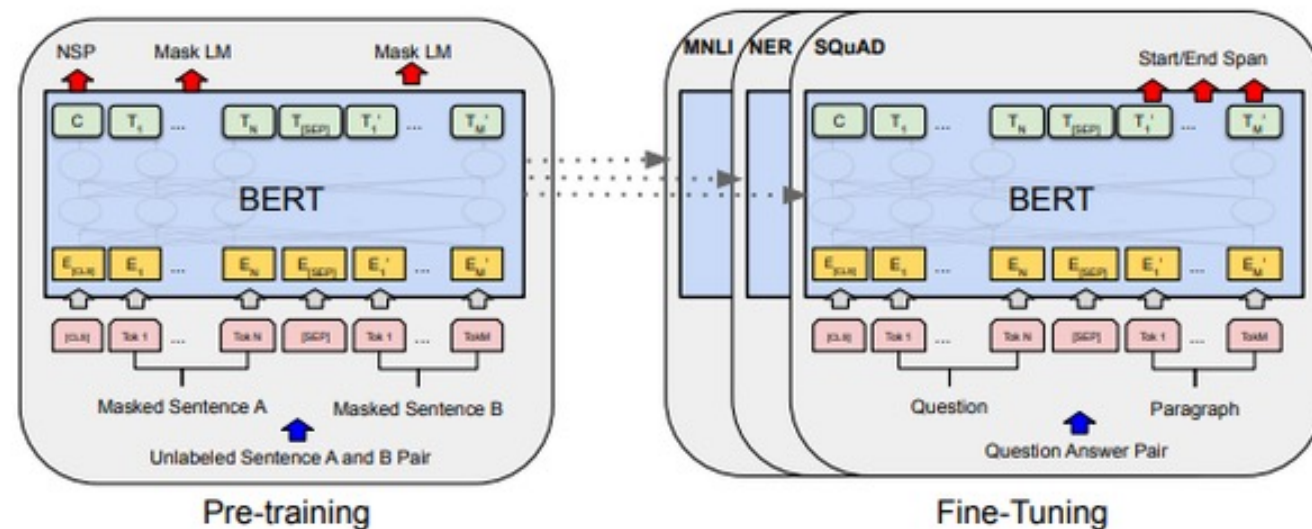 NSP Mask LM Mask LM
C T1 ... TN T[SEP] T1' ... TM'
BERT
E[CLS] E1 ... EN E[SEP] E1' ... EM'
[CLS] Tok 1 ... Tok N [SEP] Tok 1 ... TokM
Masked Sentence A Masked Sentence B
Unlabeled Sentence A and B Pair
Pre-training
MNLI NER SQuAD
Start/End Span
C T1 ... TN T[SEP] T1' ... TM'
BERT
E[CLS] E1 ... EN E[SEP] E1' ... EM'
[CLS] Tok 1 ... Tok N [SEP] Tok 1 ... TokM
Question Paragraph
Question Answer Pair
Fine-Tuning